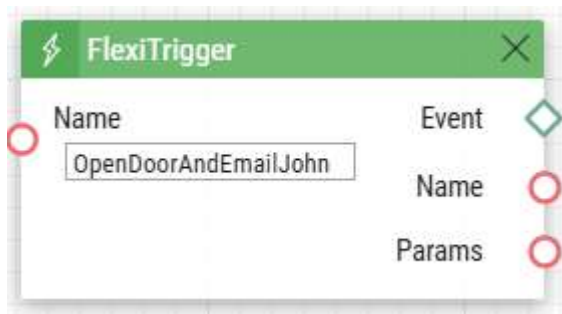 FlexiTrigger
Name
Event
OpenDoorAndEmailJohn
Name
Params